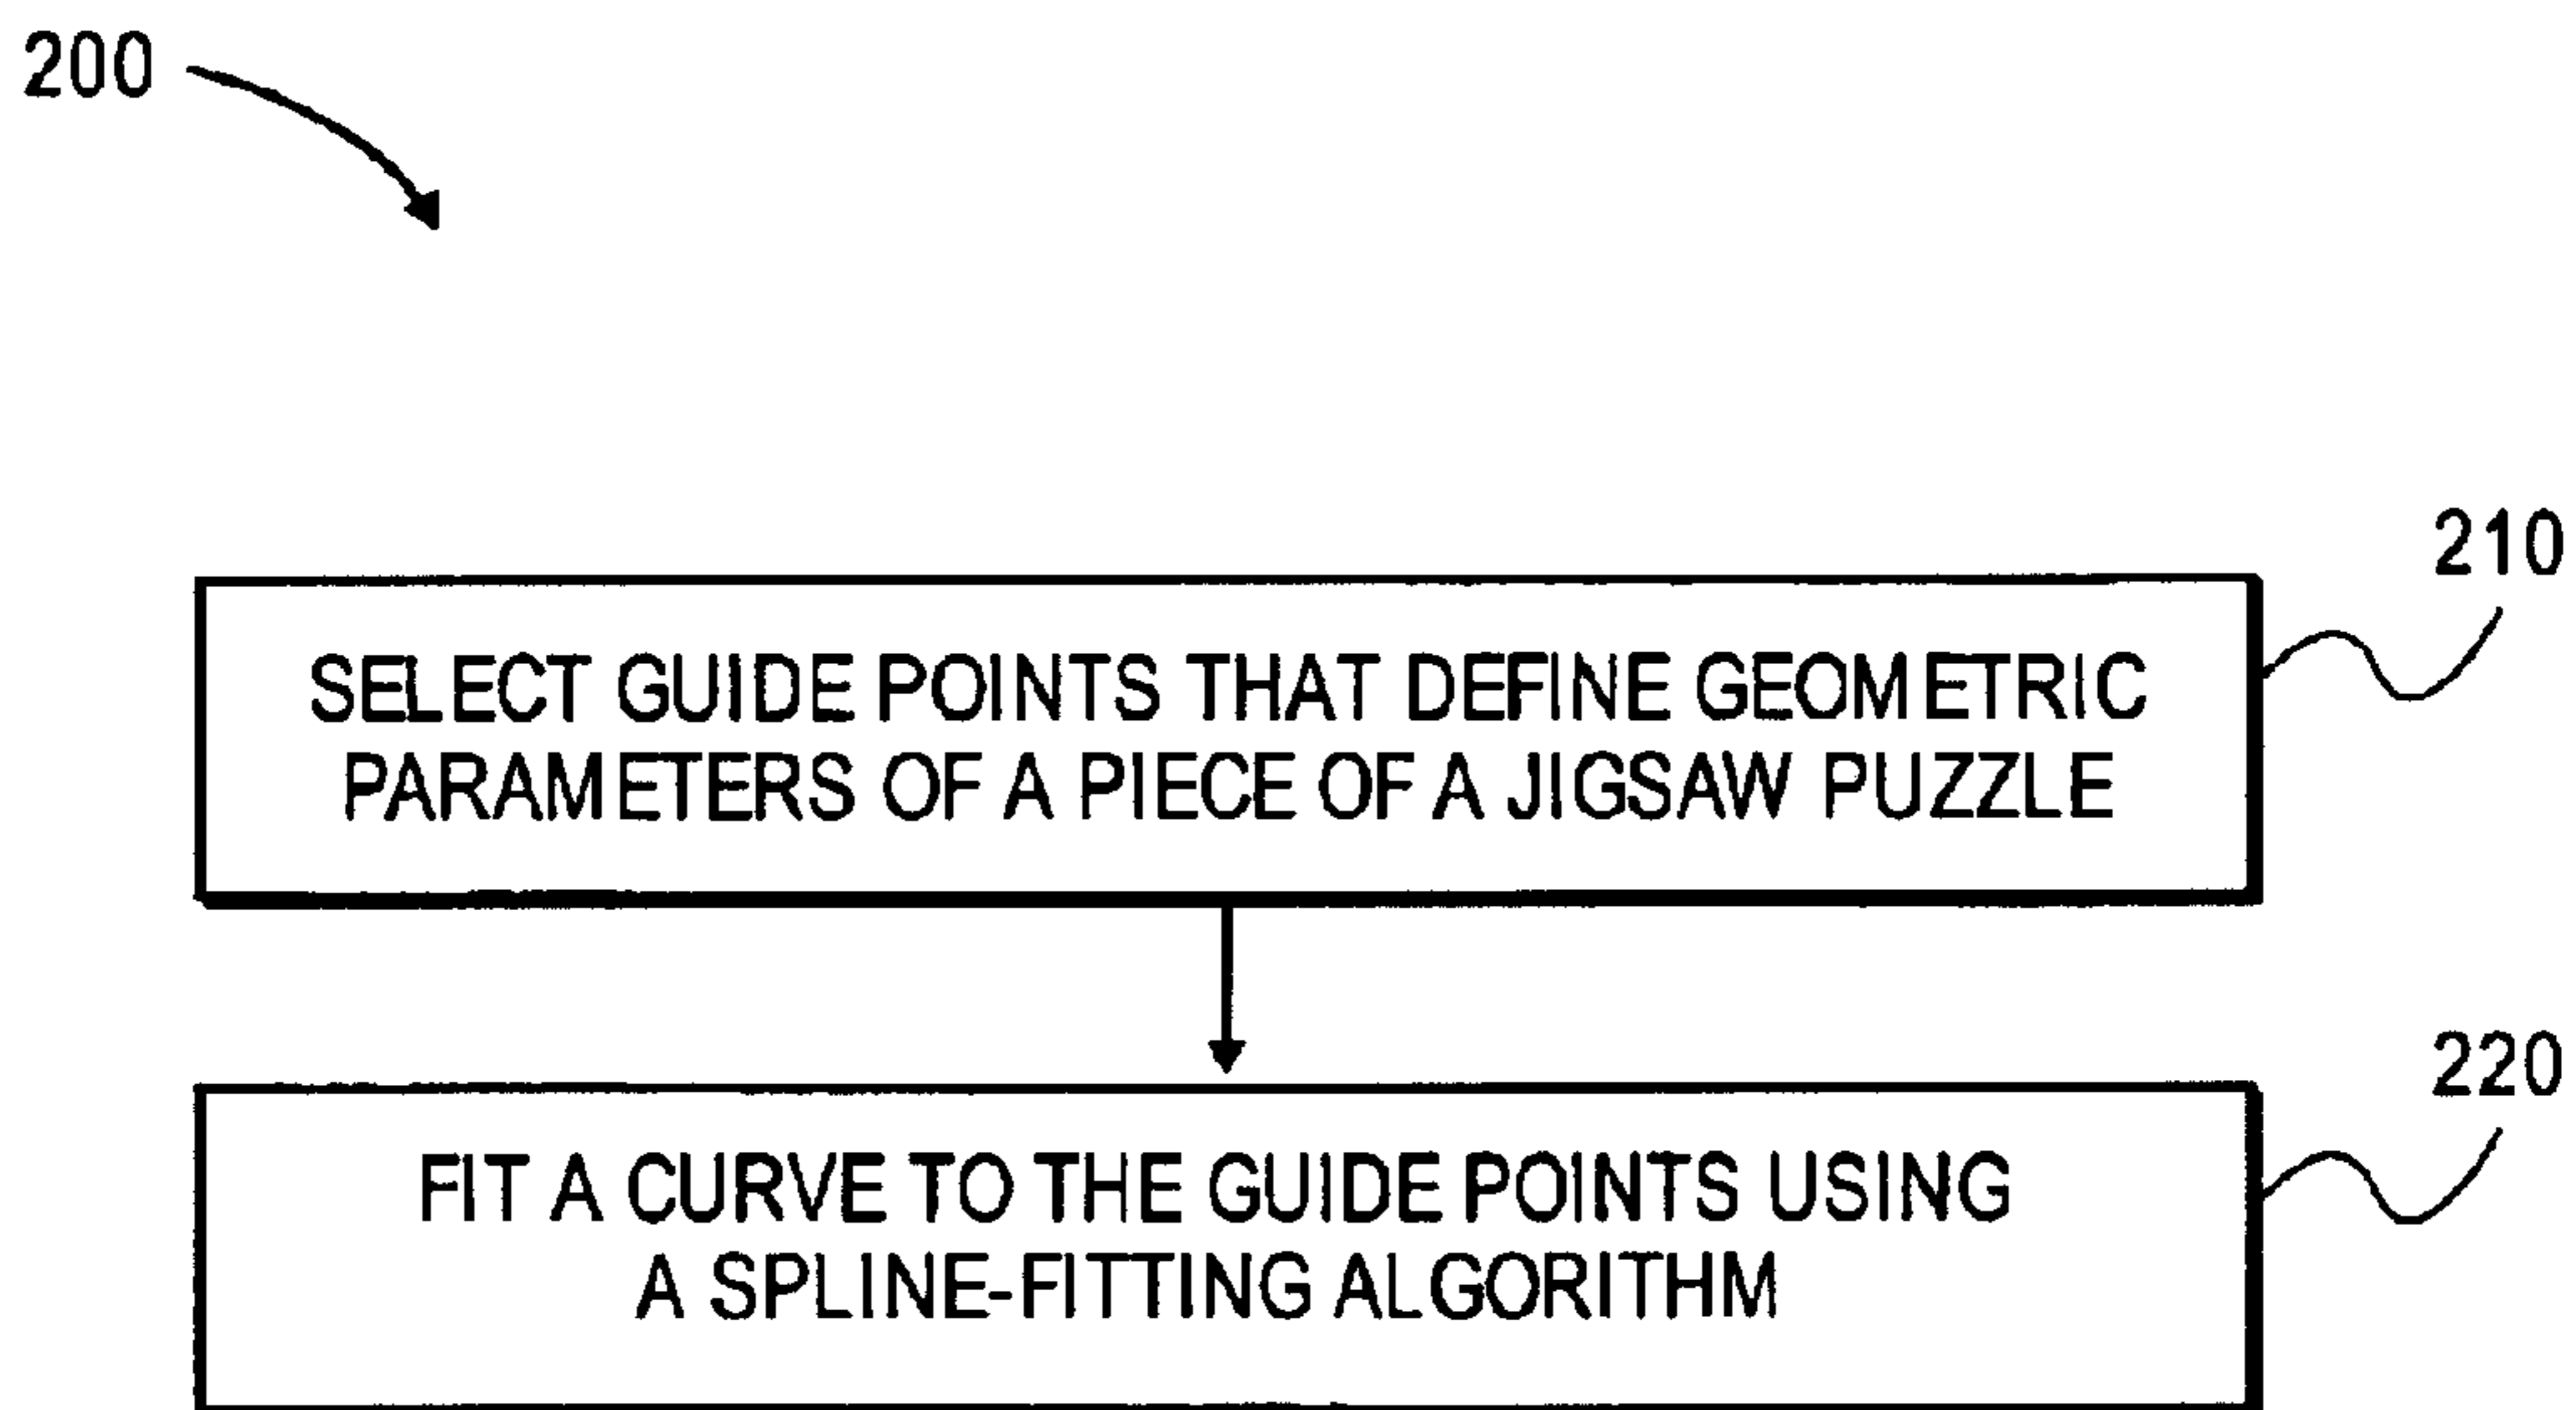 200
210
SELECT GUIDE POINTS THAT DEFINE GEOMETRIC
PARAMETERS OF A PIECE OF A JIGSAW PUZZLE
220
FIT A CURVE TO THE GUIDE POINTS USING
A SPLINE-FITTING ALGORITHM